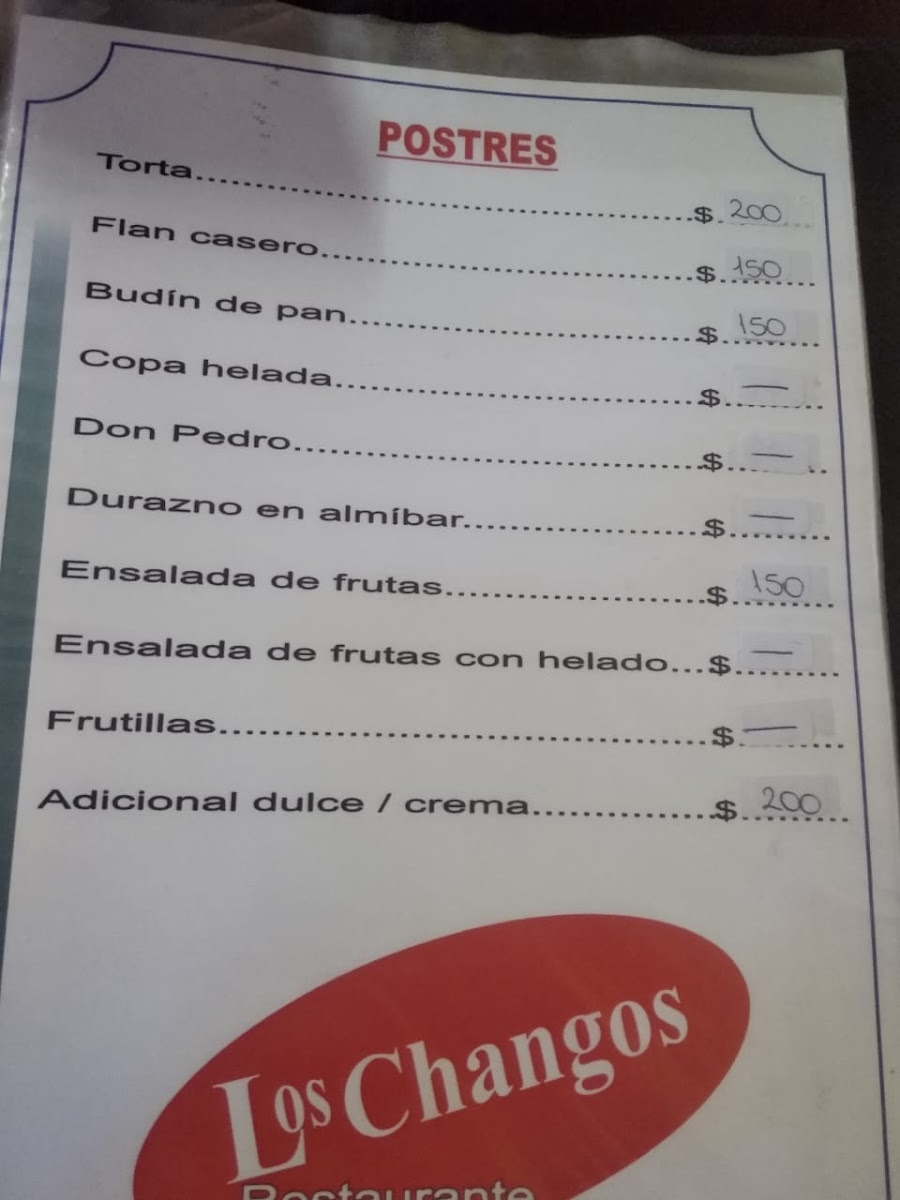 POSTRES
Torta........................................................$ 200
Flan casero..........................................$ 150
Budín de pan........................................$ 150
Copa helada.........................................$ —
Don Pedro.............................................$ —
Durazno en almíbar..........................$ —
Ensalada de frutas.............................$ 150
Ensalada de frutas con helado...$ —
Frutillas....................................................$ —
Adicional dulce / crema....................$ 200
Los Changos
Restaurante